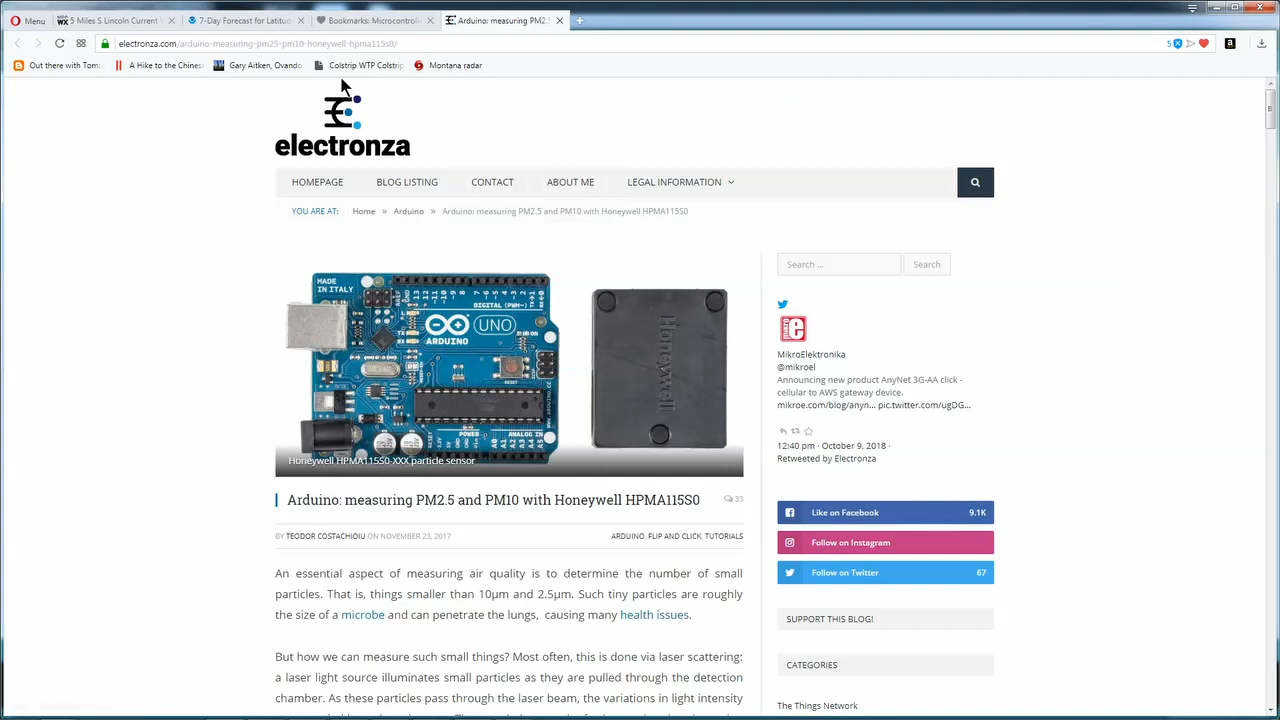 Menu
5 Miles S Lincoln Current
7-Day Forecast for Latitud
Bookmarks: Microcontroll
Arduino: measuring PM2.5
electronza.com/arduino-measuring-pm25-pm10-honeywell-hpma115s0/
5
Out there with Tom
A Hike to the Chines
Gary Aitken, Ovando
Colstrip WTP Colstrip
Montana radar
electronza
HOMEPAGE
BLOG LISTING
CONTACT
ABOUT ME
LEGAL INFORMATION
YOU ARE AT: Home » Arduino » Arduino: measuring PM2.5 and PM10 with Honeywell HPMA115S0
MADE IN ITALY
DIGITAL (PWM~)
UNO
ARDUINO
RESET
POWER
ANALOG IN
WWW.ARDUINO.CC
Honeywell
Honeywell HPMA115S0-XXX particle sensor
Arduino: measuring PM2.5 and PM10 with Honeywell HPMA115S0
33
BY TEODOR COSTACHIOIU ON NOVEMBER 23, 2017
ARDUINO, FLIP AND CLICK, TUTORIALS
An essential aspect of measuring air quality is to determine the number of small
particles. That is, things smaller than 10µm and 2.5µm. Such tiny particles are roughly
the size of a microbe and can penetrate the lungs, causing many health issues.
But how we can measure such small things? Most often, this is done via laser scattering:
a laser light source illuminates small particles as they are pulled through the detection
chamber. As these particles pass through the laser beam, the variations in light intensity
Search ...
Search
MikroElektronika
@mikroel
Announcing new product AnyNet 3G-AA click -
cellular to AWS gateway device.
mikroe.com/blog/anyn... pic.twitter.com/ugDG...
12:40 pm · October 9, 2018 ·
Retweeted by Electronza
Like on Facebook 9.1K
Follow on Instagram
Follow on Twitter 67
SUPPORT THIS BLOG!
CATEGORIES
The Things Network